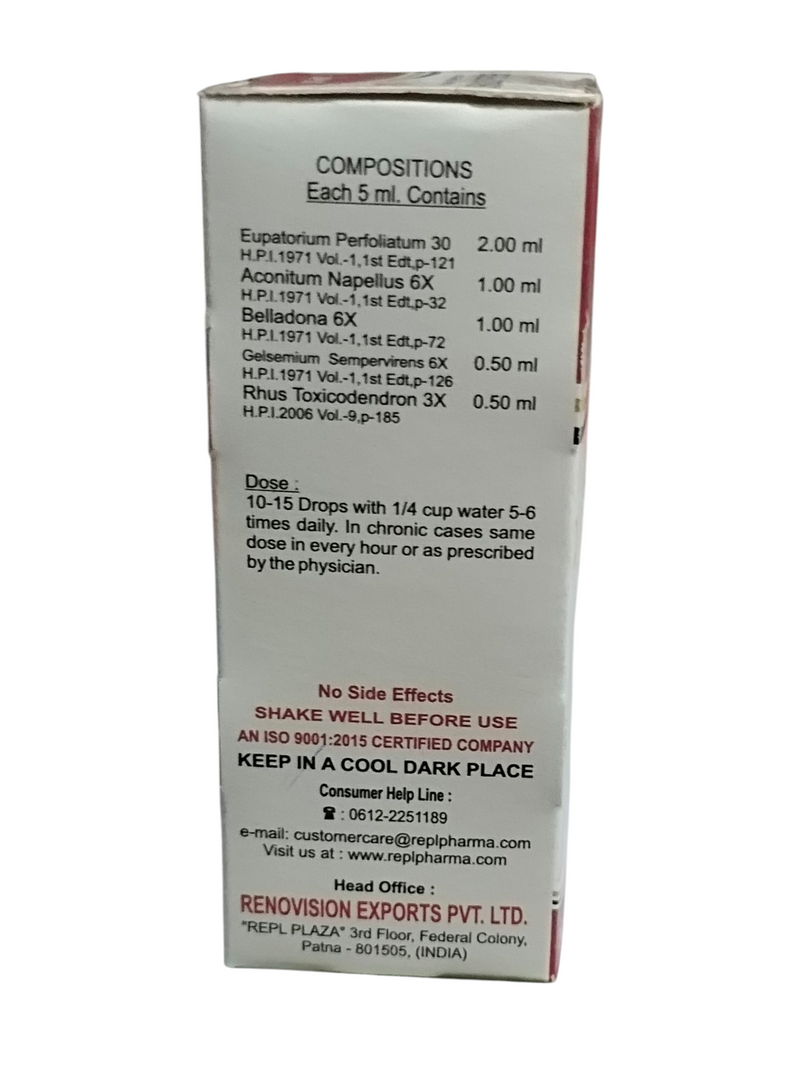 COMPOSITIONS
Each 5 ml. Contains
Eupatorium Perfoliatum 30 2.00 ml
H.P.I.1971 Vol.-1,1st Edt,p-121
Aconitum Napellus 6X 1.00 ml
H.P.I.1971 Vol.-1,1st Edt,p-32
Belladona 6X 1.00 ml
H.P.I.1971 Vol.-1,1st Edt,p-72
Gelsemium Sempervirens 6X 0.50 ml
H.P.I.1971 Vol.-1,1st Edt,p-126
Rhus Toxicodendron 3X 0.50 ml
H.P.I.2006 Vol.-9,p-185
Dose :
10-15 Drops with 1/4 cup water 5-6
times daily. In chronic cases same
dose in every hour or as prescribed
by the physician.
No Side Effects
SHAKE WELL BEFORE USE
AN ISO 9001:2015 CERTIFIED COMPANY
KEEP IN A COOL DARK PLACE
Consumer Help Line :
☎ : 0612-2251189
e-mail: customercare@replpharma.com
Visit us at : www.replpharma.com
Head Office :
RENOVISION EXPORTS PVT. LTD.
"REPL PLAZA" 3rd Floor, Federal Colony,
Patna - 801505, (INDIA)